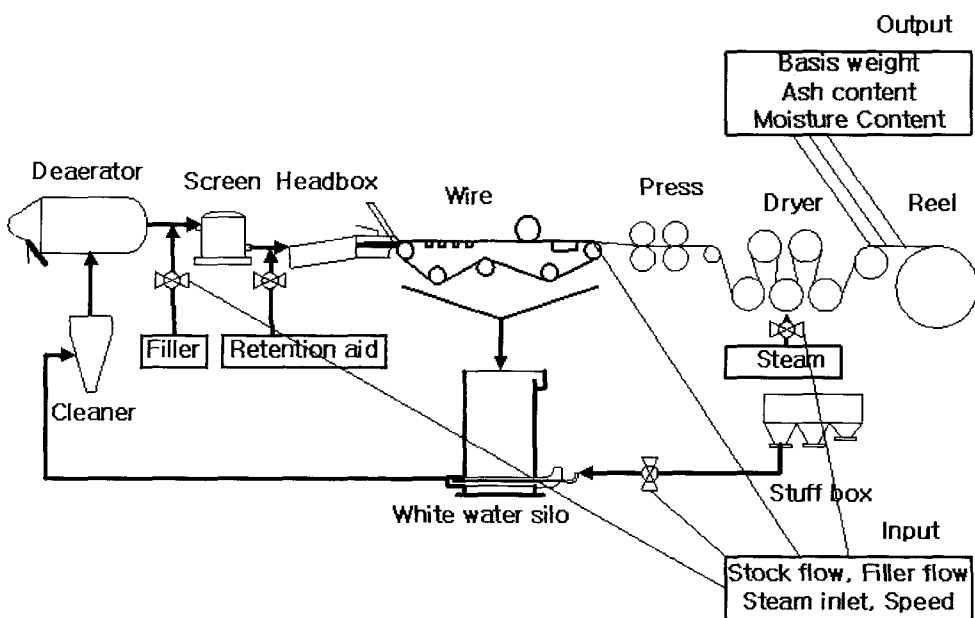 Output
Basis weight
Ash content
Moisture Content
Deaerator
Screen Headbox
Wire
Press
Dryer
Reel
Filler
Retention aid
Steam
Cleaner
Stuff box
White water silo
Input
Stock flow, Filler flow
Steam inlet, Speed